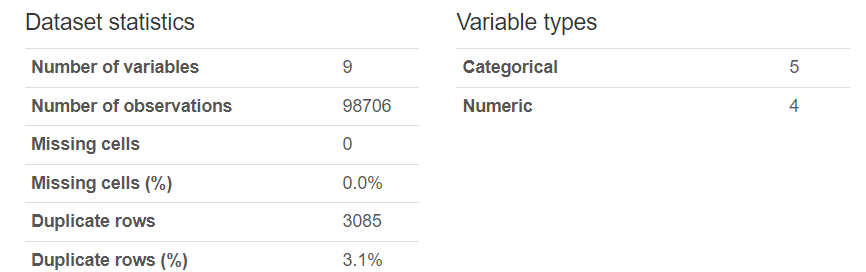 Dataset statistics
Number of variables 9
Number of observations 98706
Missing cells 0
Missing cells (%) 0.0%
Duplicate rows 3085
Duplicate rows (%) 3.1%
Variable types
Categorical 5
Numeric 4